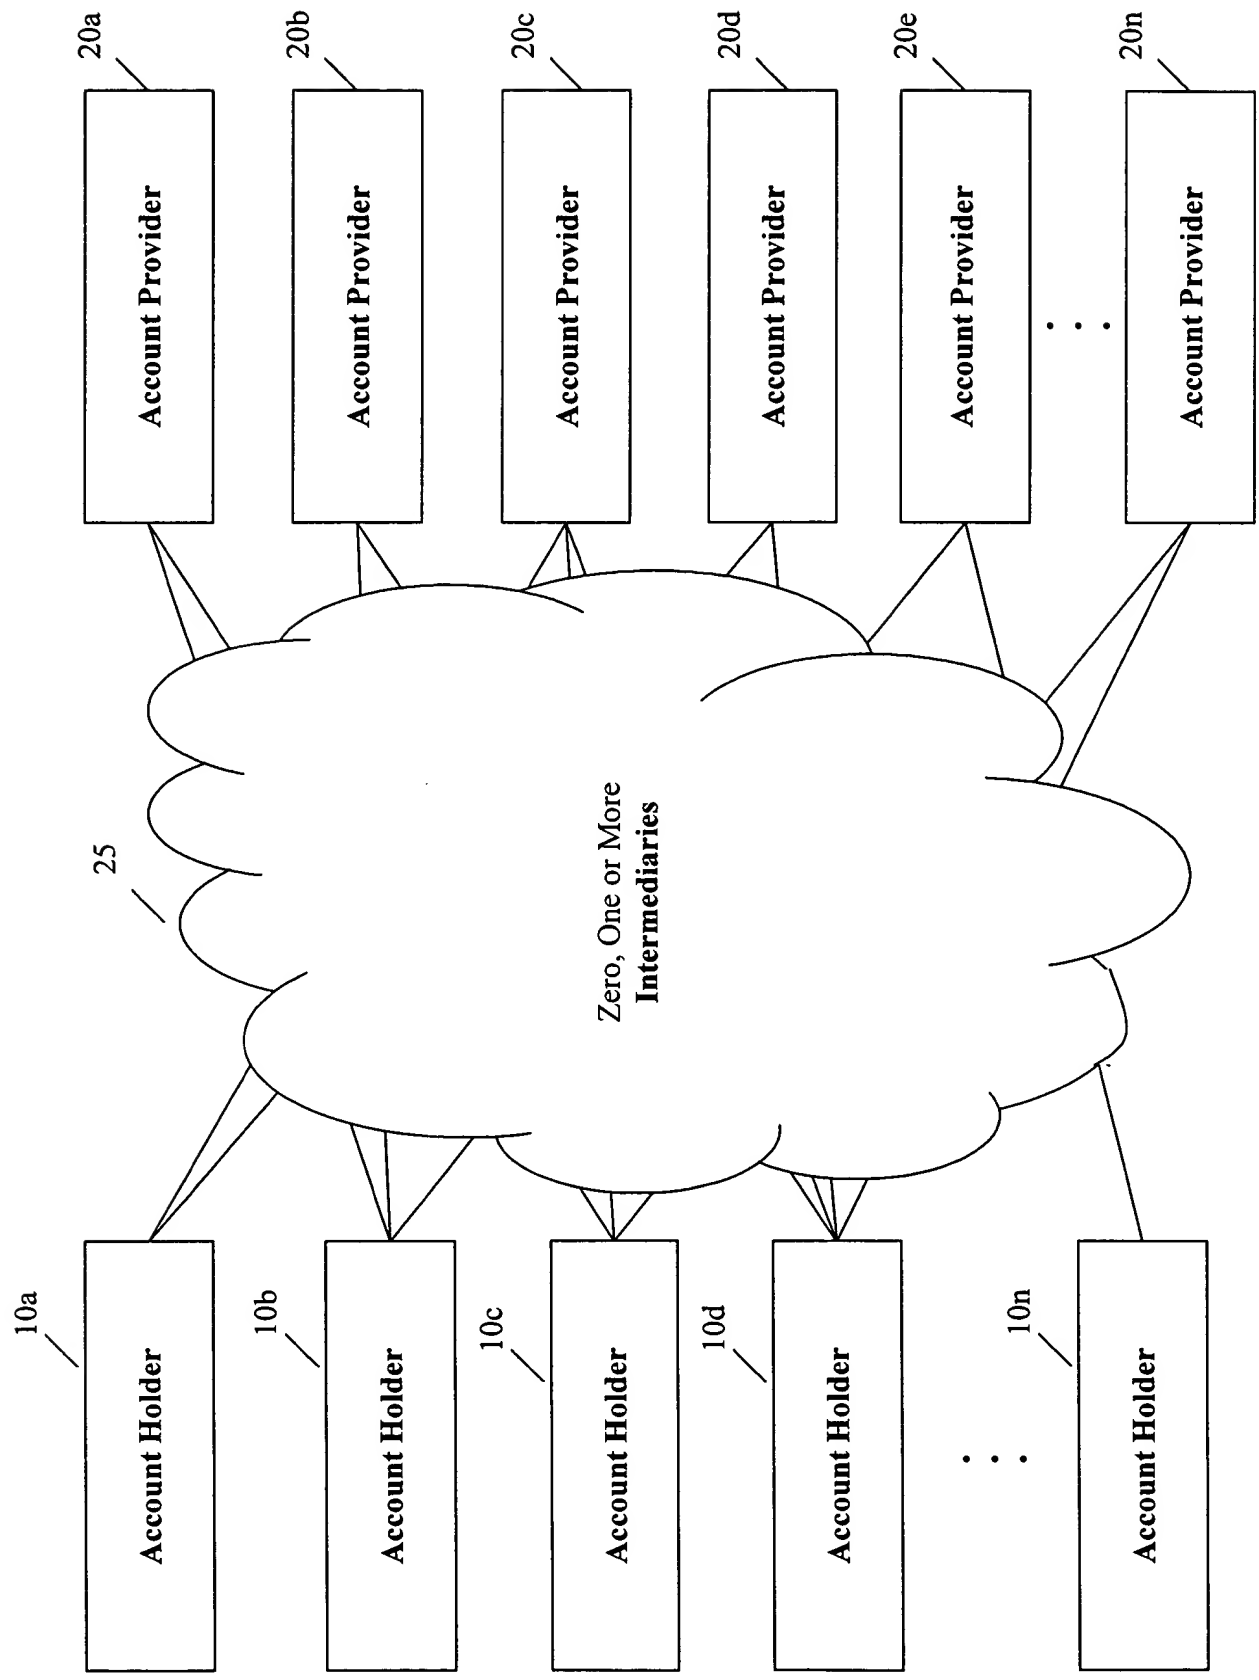 10a
Account Holder
10b
Account Holder
10c
Account Holder
10d
Account Holder
. . .
10n
Account Holder
25
Zero, One or More
Intermediaries
20a
Account Provider
20b
Account Provider
20c
Account Provider
20d
Account Provider
20e
Account Provider
. . .
20n
Account Provider